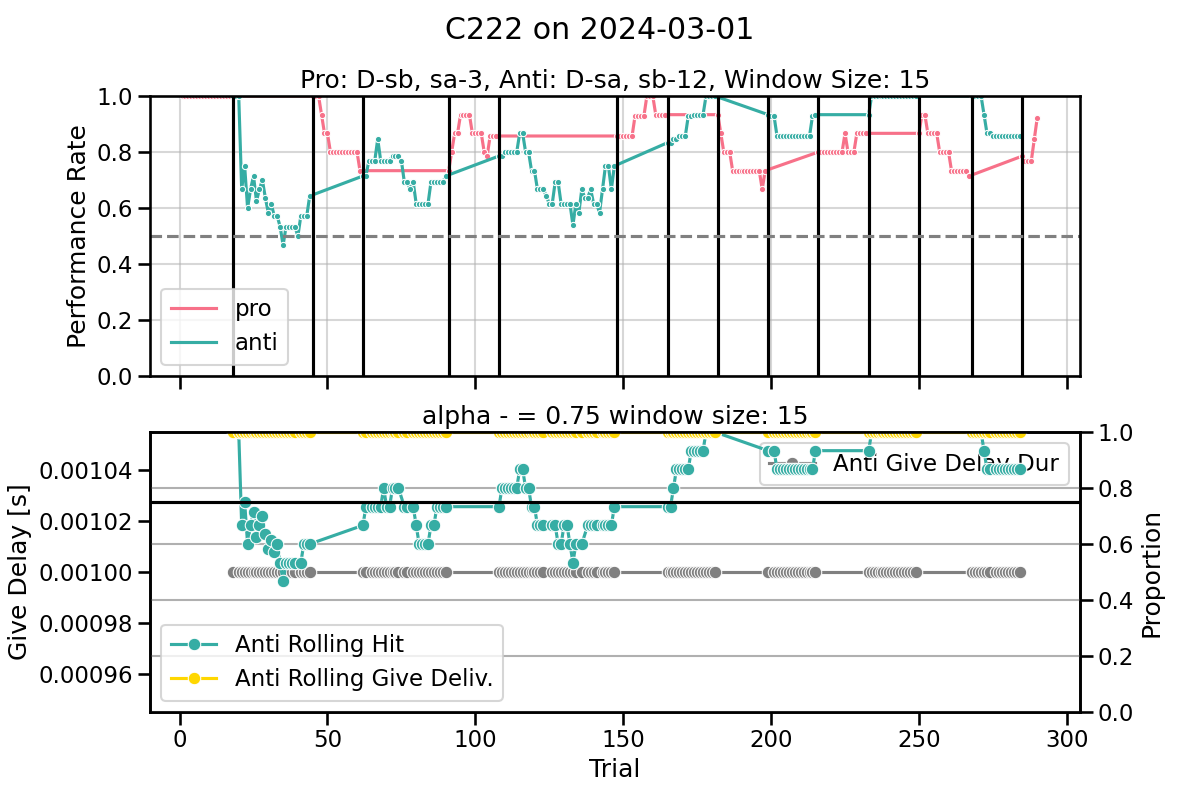 C222 on 2024-03-01
Pro: D-sb, sa-3, Anti: D-sa, sb-12, Window Size: 15
Performance Rate
1.0
0.8
0.6
0.4
0.2
0.0
pro
anti
alpha - = 0.75 window size: 15
Give Delay [s]
0.00104
0.00102
0.00100
0.00098
0.00096
Anti Give Delay Dur
Anti Rolling Hit
Anti Rolling Give Deliv.
1.0
0.8
0.6
0.4
0.2
0.0
Proportion
0 50 100 150 200 250 300
Trial